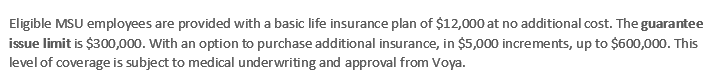 Eligible MSU employees are provided with a basic life insurance plan of $12,000 at no additional cost. The guarantee
issue limit is $300,000. With an option to purchase additional insurance, in $5,000 increments, up to $600,000. This
level of coverage is subject to medical underwriting and approval from Voya.